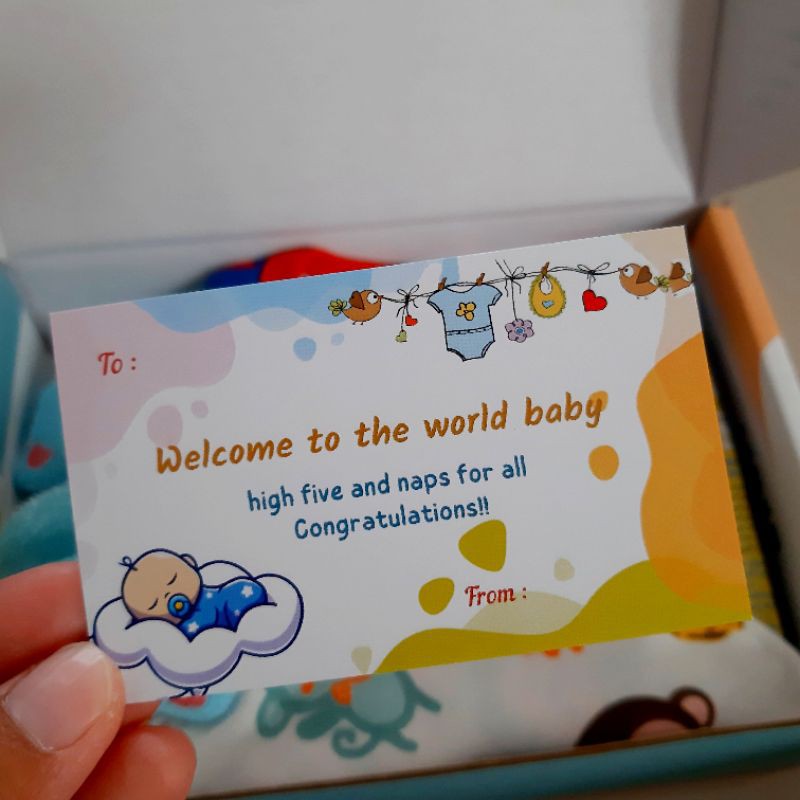 To :
Welcome to the world baby
high five and naps for all
Congratulations!!
From :